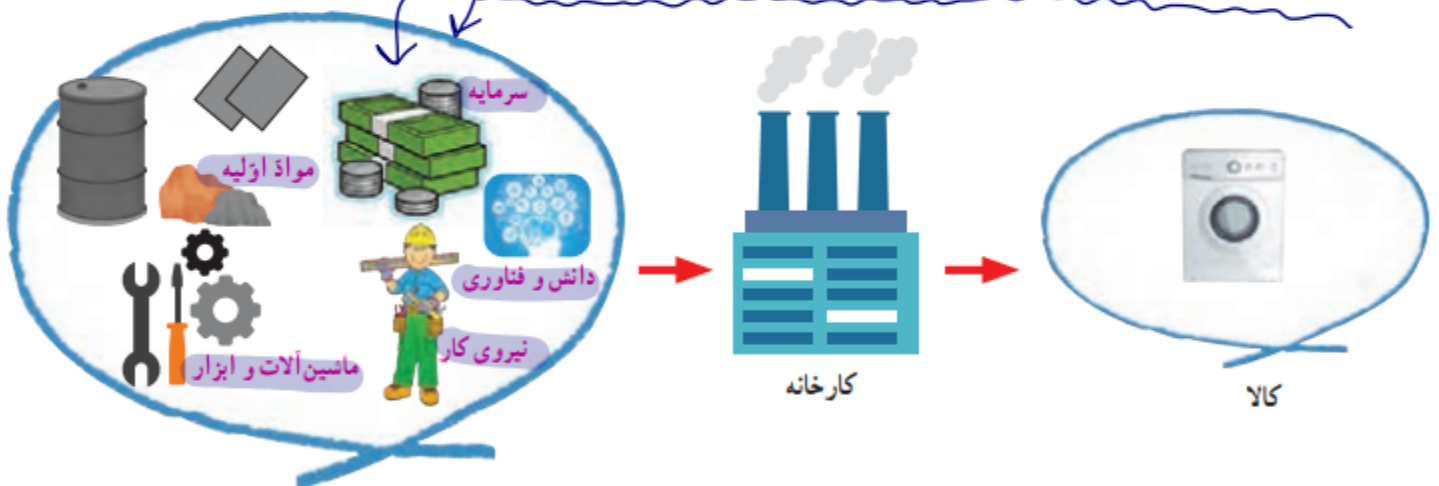 سرمایه
موادّ اوّلیه
دانش و فناوری
نیروی کار
ماشین‌آلات و ابزار
کارخانه
کالا